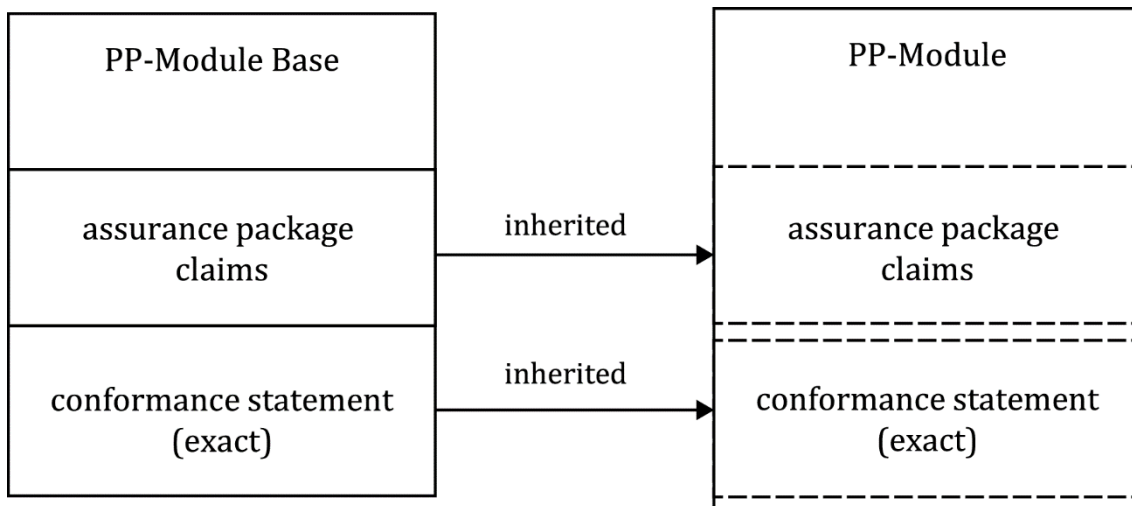 PP-Module Base
PP-Module
assurance package
claims
inherited
assurance package
claims
conformance statement
(exact)
inherited
conformance statement
(exact)